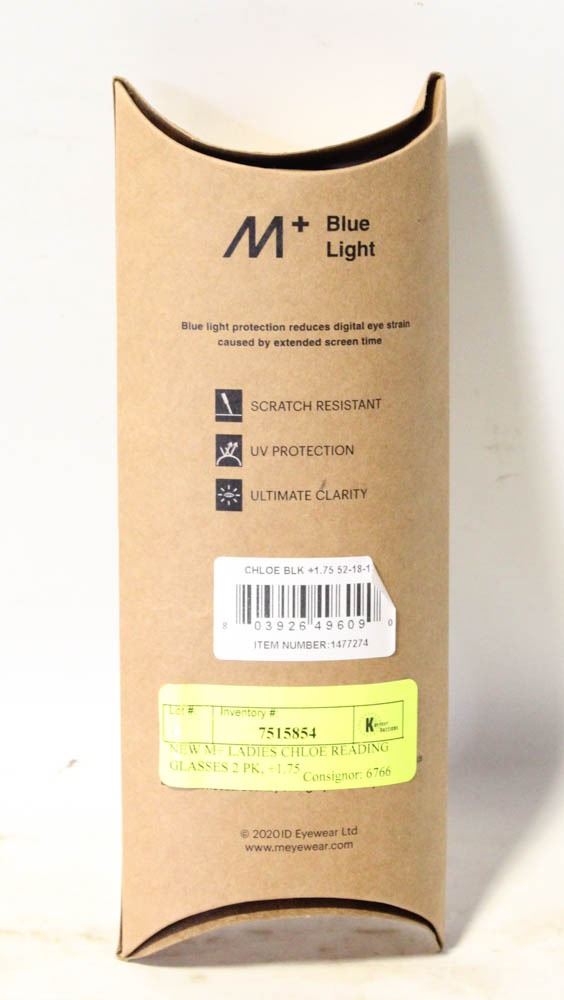 M+ Blue
Light
Blue light protection reduces digital eye strain
caused by extended screen time
SCRATCH RESISTANT
UV PROTECTION
ULTIMATE CLARITY
CHLOE BLK +1.75 52-18-1
8 03926 49609 0
ITEM NUMBER:1477274
Lot # Inventory #
7515854
NEW M+ LADIES CHLOE READING
GLASSES 2 PK, +1.75
Consignor: 6766
© 2020 ID Eyewear Ltd
www.meyewear.com